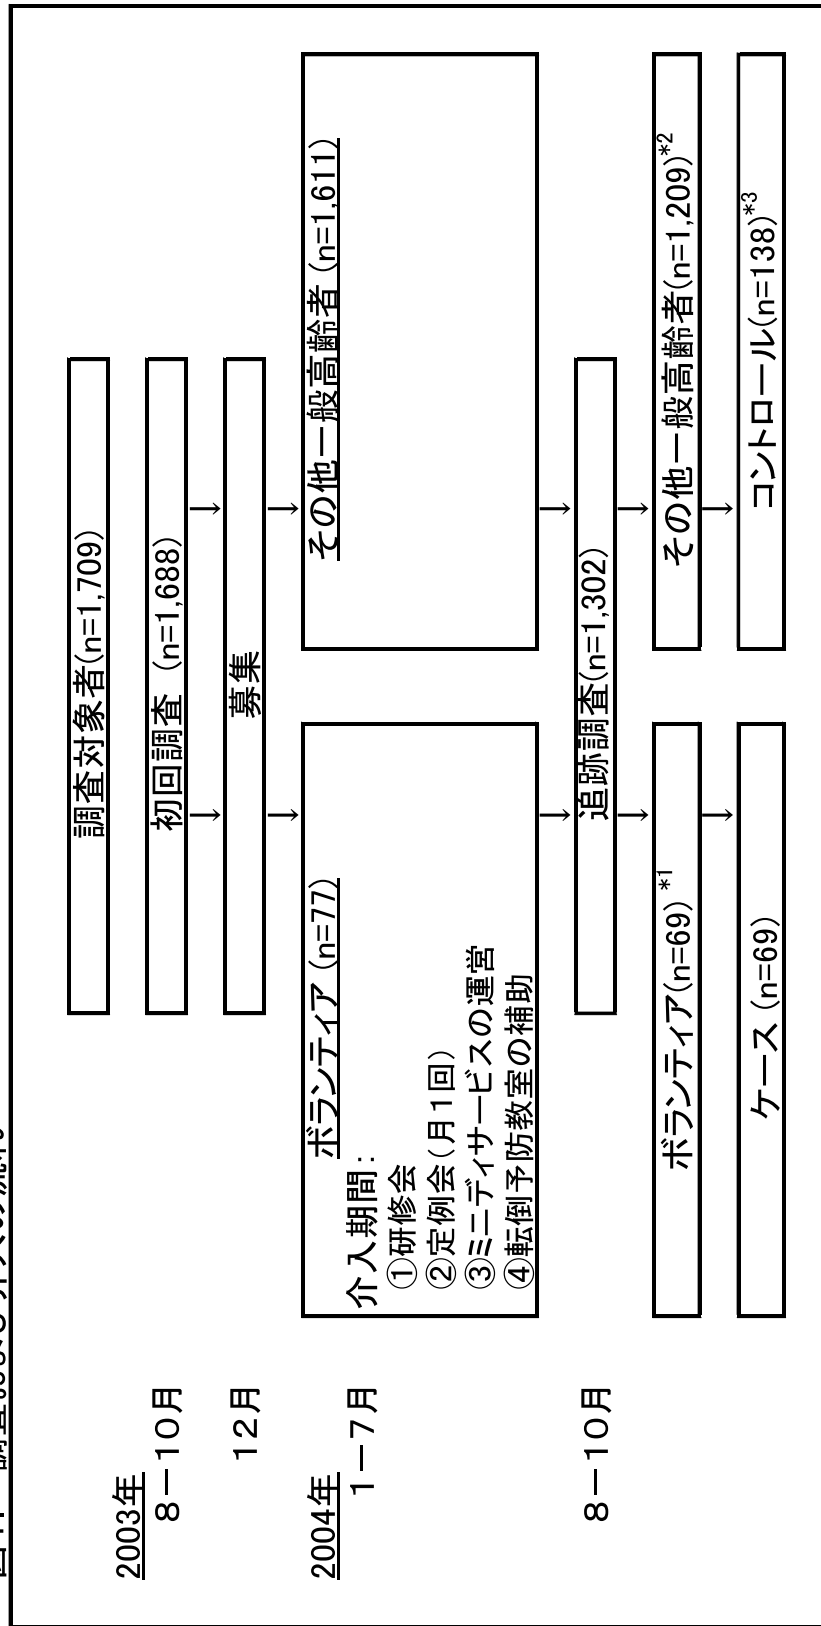 2003年
調査対象者(n=1,709)
8－10月
初回調査 (n=1,688)
12月
募集
2004年
1－7月
ボランティア (n=77)
介入期間：
①研修会
②定例会(月1回)
③ミニディサービスの運営
④転倒予防教室の補助
その他一般高齢者 (n=1,611)
8－10月
追跡調査(n=1,302)
ボランティア(n=69)*1
その他一般高齢者(n=1,209)*2
ケース (n=69)
コントロール(n=138)*3